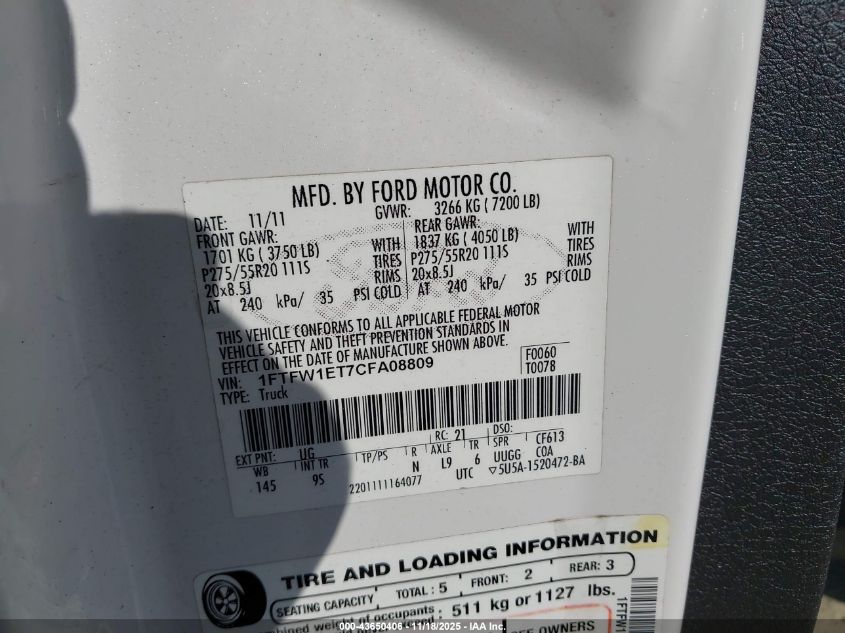 MFD. BY FORD MOTOR CO.
DATE: 11/11 GVWR: 3266 KG ( 7200 LB)
FRONT GAWR: REAR GAWR:
1701 KG ( 3750 LB) WITH 1837 KG ( 4050 LB) WITH
P275/55R20 111S TIRES P275/55R20 111S TIRES
20x8.5J RIMS 20x8.5J RIMS
AT 240 kPa/ 35 PSI COLD AT 240 kPa/ 35 PSI COLD
THIS VEHICLE CONFORMS TO ALL APPLICABLE FEDERAL MOTOR
VEHICLE SAFETY AND THEFT PREVENTION STANDARDS IN
EFFECT ON THE DATE OF MANUFACTURE SHOWN ABOVE.
VIN: 1FTFW1ET7CFA08809 F0060
TYPE: Truck T0078
EXT PNT: UG RC: 21 DSO:
WB INT TR TP/PS R AXLE TR SPR CF613
145 9S N L9 6 UUGG COA
2201111164077 UTC ▽5U5A-1520472-BA
TIRE AND LOADING INFORMATION
SEATING CAPACITY TOTAL : 5 FRONT: 2 REAR: 3
weight of occupants : 511 kg or 1127 lbs.
OWNERS
1FTFW1
000-43650406 - 11/18/2025 - IAA Inc.